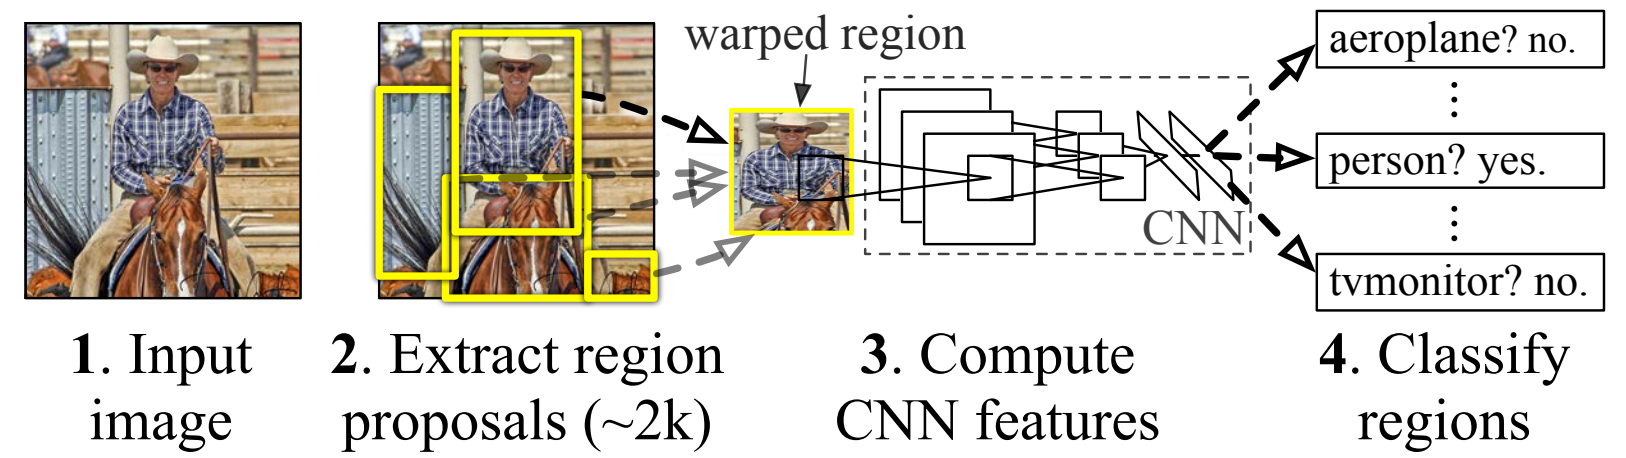 warped region
aeroplane? no.
person? yes.
CNN
tvmonitor? no.
1. Input
image
2. Extract region
proposals (~2k)
3. Compute
CNN features
4. Classify
regions